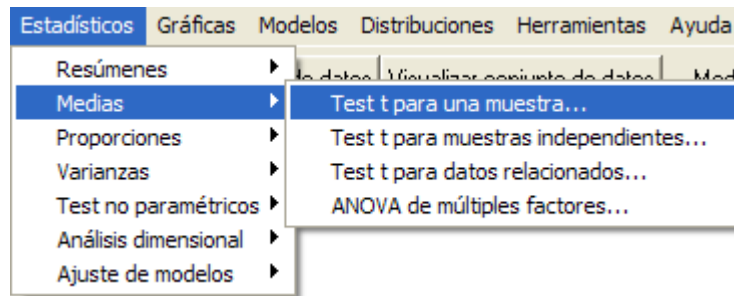 Estadísticos Gráficas Modelos Distribuciones Herramientas Ayuda
Resúmenes
Medias Test t para una muestra...
Proporciones Test t para muestras independientes...
Varianzas Test t para datos relacionados...
Test no paramétricos ANOVA de múltiples factores...
Análisis dimensional
Ajuste de modelos